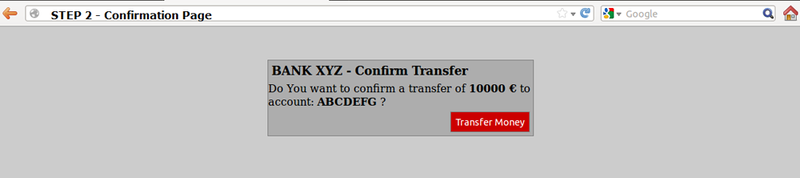 STEP 2 - Confirmation Page
Google
BANK XYZ - Confirm Transfer
Do You want to confirm a transfer of 10000 € to
account: ABCDEFG ?
Transfer Money